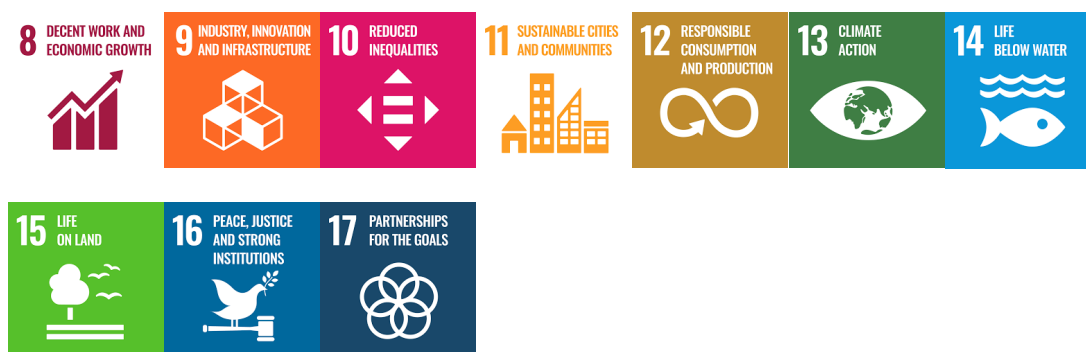 8 DECENT WORK AND
ECONOMIC GROWTH
9 INDUSTRY, INNOVATION
AND INFRASTRUCTURE
10 REDUCED
INEQUALITIES
11 SUSTAINABLE CITIES
AND COMMUNITIES
12 RESPONSIBLE
CONSUMPTION
AND PRODUCTION
13 CLIMATE
ACTION
14 LIFE
BELOW WATER
15 LIFE
ON LAND
16 PEACE, JUSTICE
AND STRONG
INSTITUTIONS
17 PARTNERSHIPS
FOR THE GOALS